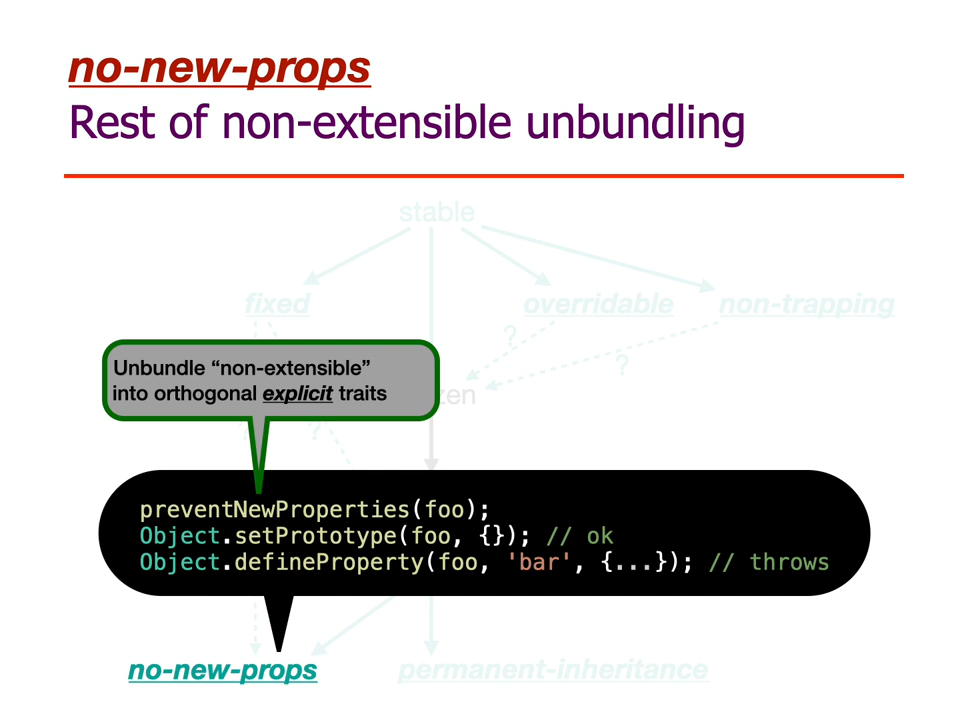 no-new-props
Rest of non-extensible unbundling
stable
fixed
overridable
non-trapping
?
?
Unbundle “non-extensible”
into orthogonal explicit traits
zen
?
preventNewProperties(foo);
Object.setPrototype(foo, {}); // ok
Object.defineProperty(foo, 'bar', {...}); // throws
no-new-props
permanent-inheritance